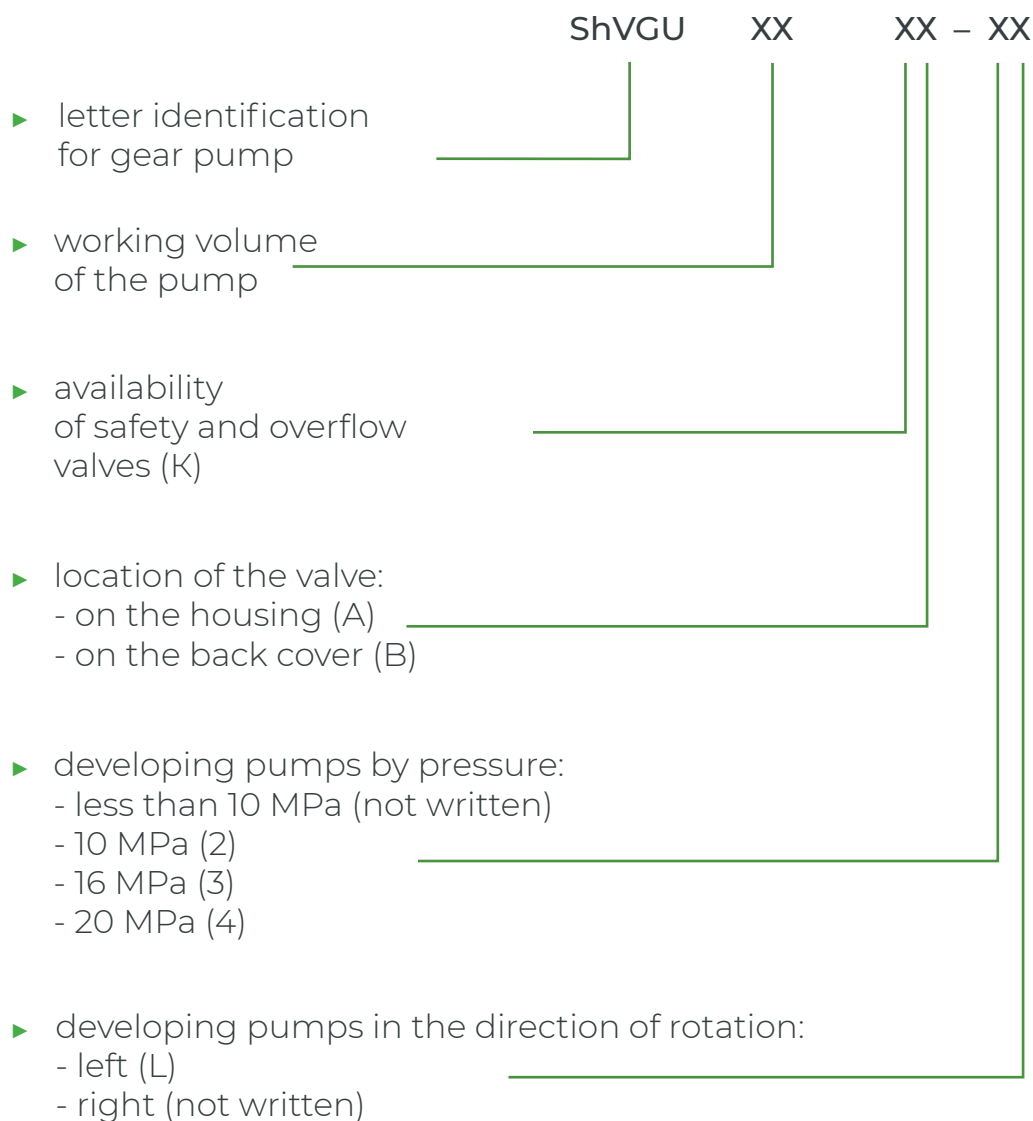 ShVGU XX XX – XX
► letter identification
for gear pump
► working volume
of the pump
► availability
of safety and overflow
valves (K)
► location of the valve:
- on the housing (A)
- on the back cover (B)
► developing pumps by pressure:
- less than 10 MPa (not written)
- 10 MPa (2)
- 16 MPa (3)
- 20 MPa (4)
► developing pumps in the direction of rotation:
- left (L)
- right (not written)